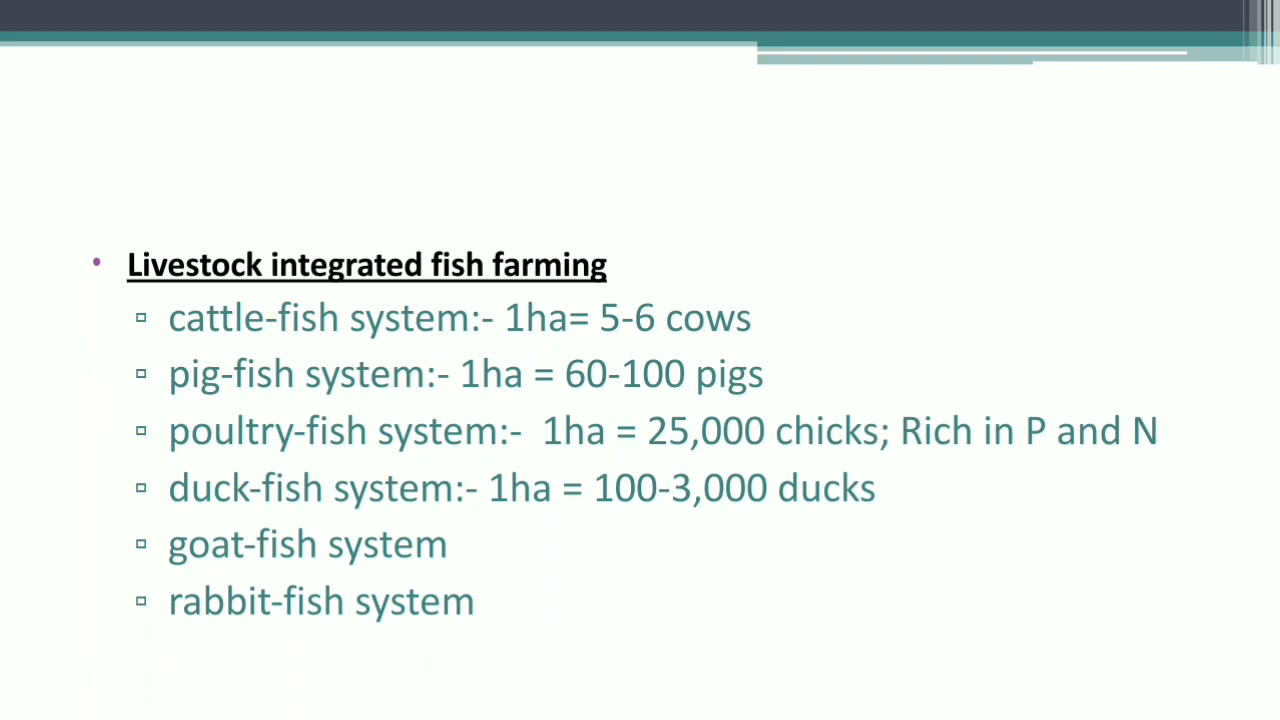 • Livestock integrated fish farming
▫ cattle-fish system:- 1ha= 5-6 cows
▫ pig-fish system:- 1ha = 60-100 pigs
▫ poultry-fish system:-  1ha = 25,000 chicks; Rich in P and N
▫ duck-fish system:- 1ha = 100-3,000 ducks
▫ goat-fish system
▫ rabbit-fish system